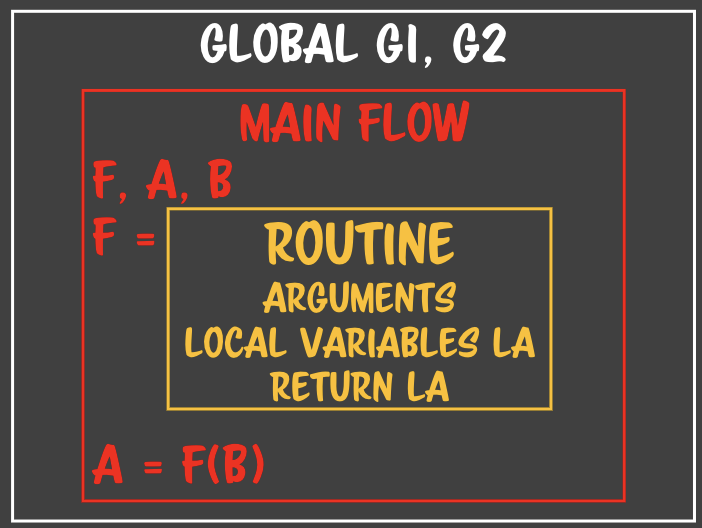 GLOBAL G1, G2
MAIN FLOW
F, A, B
F =
ROUTINE
ARGUMENTS
LOCAL VARIABLES LA
RETURN LA
A = F(B)